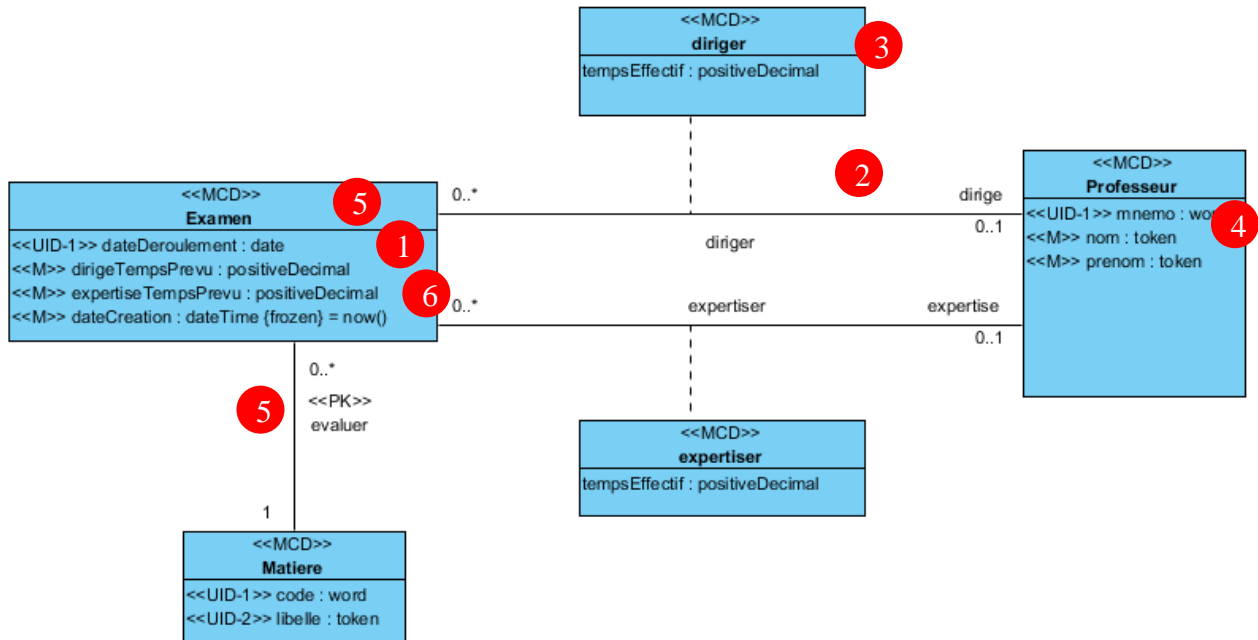 <<MCD>>
diriger
3
tempsEffectif : positiveDecimal
<<MCD>>
Examen
5
<<UID-1>> dateDeroulement : date
1
<<M>> dirigeTempsPrevu : positiveDecimal
<<M>> expertiseTempsPrevu : positiveDecimal
6
<<M>> dateCreation : dateTime {frozen} = now()
0..*
2
dirige
diriger
0..1
<<MCD>>
Professeur
<<UID-1>> mnemo : wor
4
<<M>> nom : token
<<M>> prenom : token
0..*
expertiser
expertise
0..1
0..*
<<PK>>
5
evaluer
1
<<MCD>>
expertiser
tempsEffectif : positiveDecimal
<<MCD>>
Matiere
<<UID-1>> code : word
<<UID-2>> libelle : token